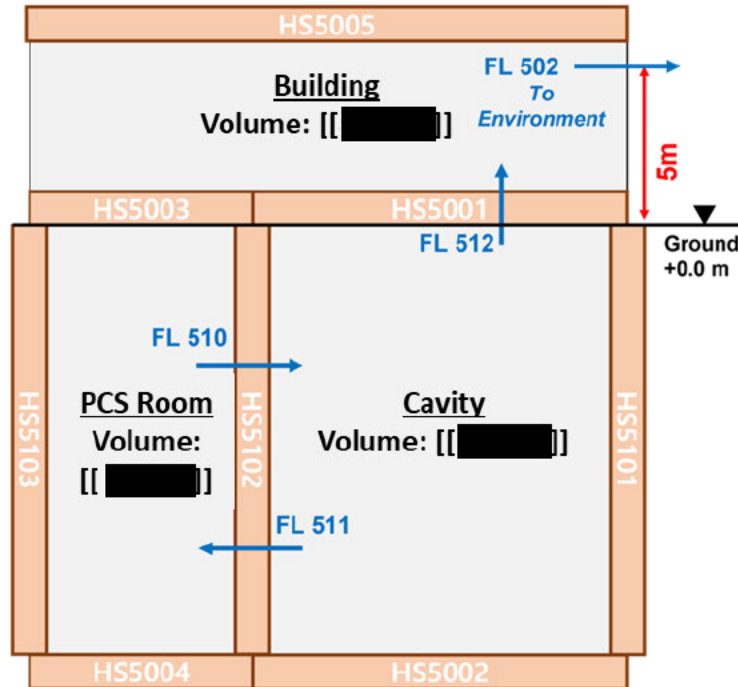 HS5005
FL 502
To
Environment
Building
Volume: [[ ]]
5m
HS5003
HS5001
FL 512
Ground
+0.0 m
FL 510
PCS Room
Volume:
[[ ]]
Cavity
Volume: [[ ]]
HS5103
HS5102
HS5101
FL 511
HS5004
HS5002